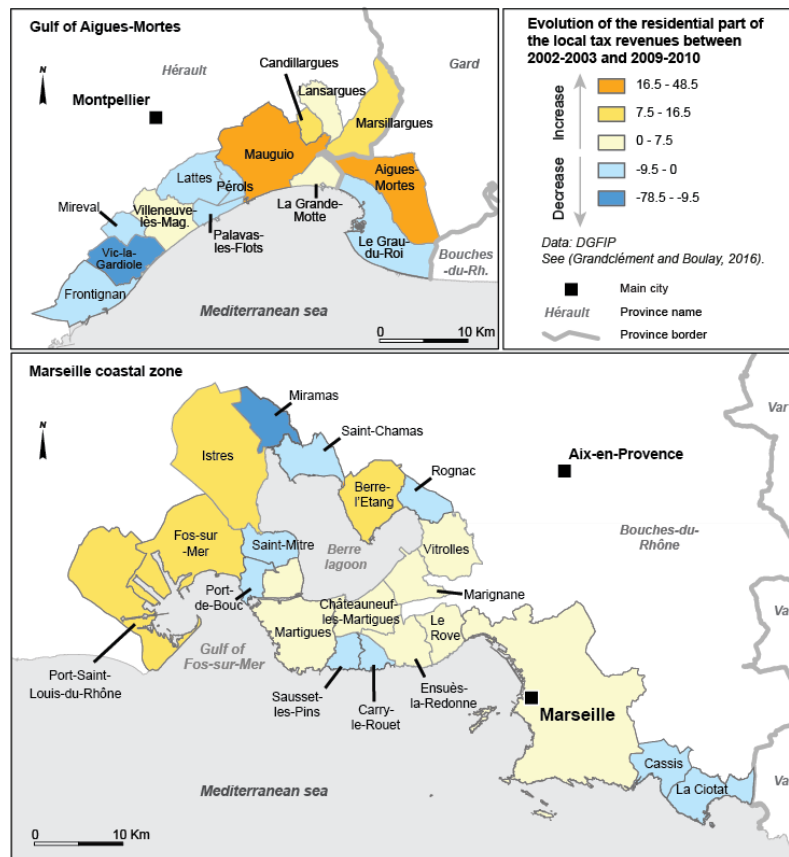 Gulf of Aigues-Mortes
N
Hérault
Gard
Montpellier
Candillargues
Lansargues
Marsillargues
Mauguio
Lattes
Pérols
Aigues-
Mortes
Mireval
Villeneuve-
lès-Mag.
La Grande-
Motte
Palavas-
les-Flots
Le Grau-
du-Roi
Vic-la-
Gardiole
Frontignan
Bouches
-du-Rh.
Mediterranean sea
0 10 Km
Evolution of the residential part of
the local tax revenues between
2002-2003 and 2009-2010
Increase
16.5 - 48.5
7.5 - 16.5
0 - 7.5
Decrease
-9.5 - 0
-78.5 - -9.5
Data: DGFIP
See (Grandclément and Boulay, 2016).
Main city
Hérault Province name
Province border
Marseille coastal zone
N
Miramas
Saint-Chamas
Istres
Aix-en-Provence
Var
Rognac
Berre-
l'Etang
Bouches-du-
Rhône
Fos-sur
-Mer
Saint-Mitre
Berre
lagoon
Vitrolles
Port-
de-Bouc
Marignane
Châteauneuf-
les-Martigues
Martigues
Le
Rove
Gulf of
Fos-sur-Mer
Port-Saint-
Louis-du-Rhône
Sausset-
les-Pins
Carry-
le-Rouet
Ensuès-
la-Redonne
Va
Marseille
Cassis
La Ciotat
Va
Mediterranean sea
0 10 Km